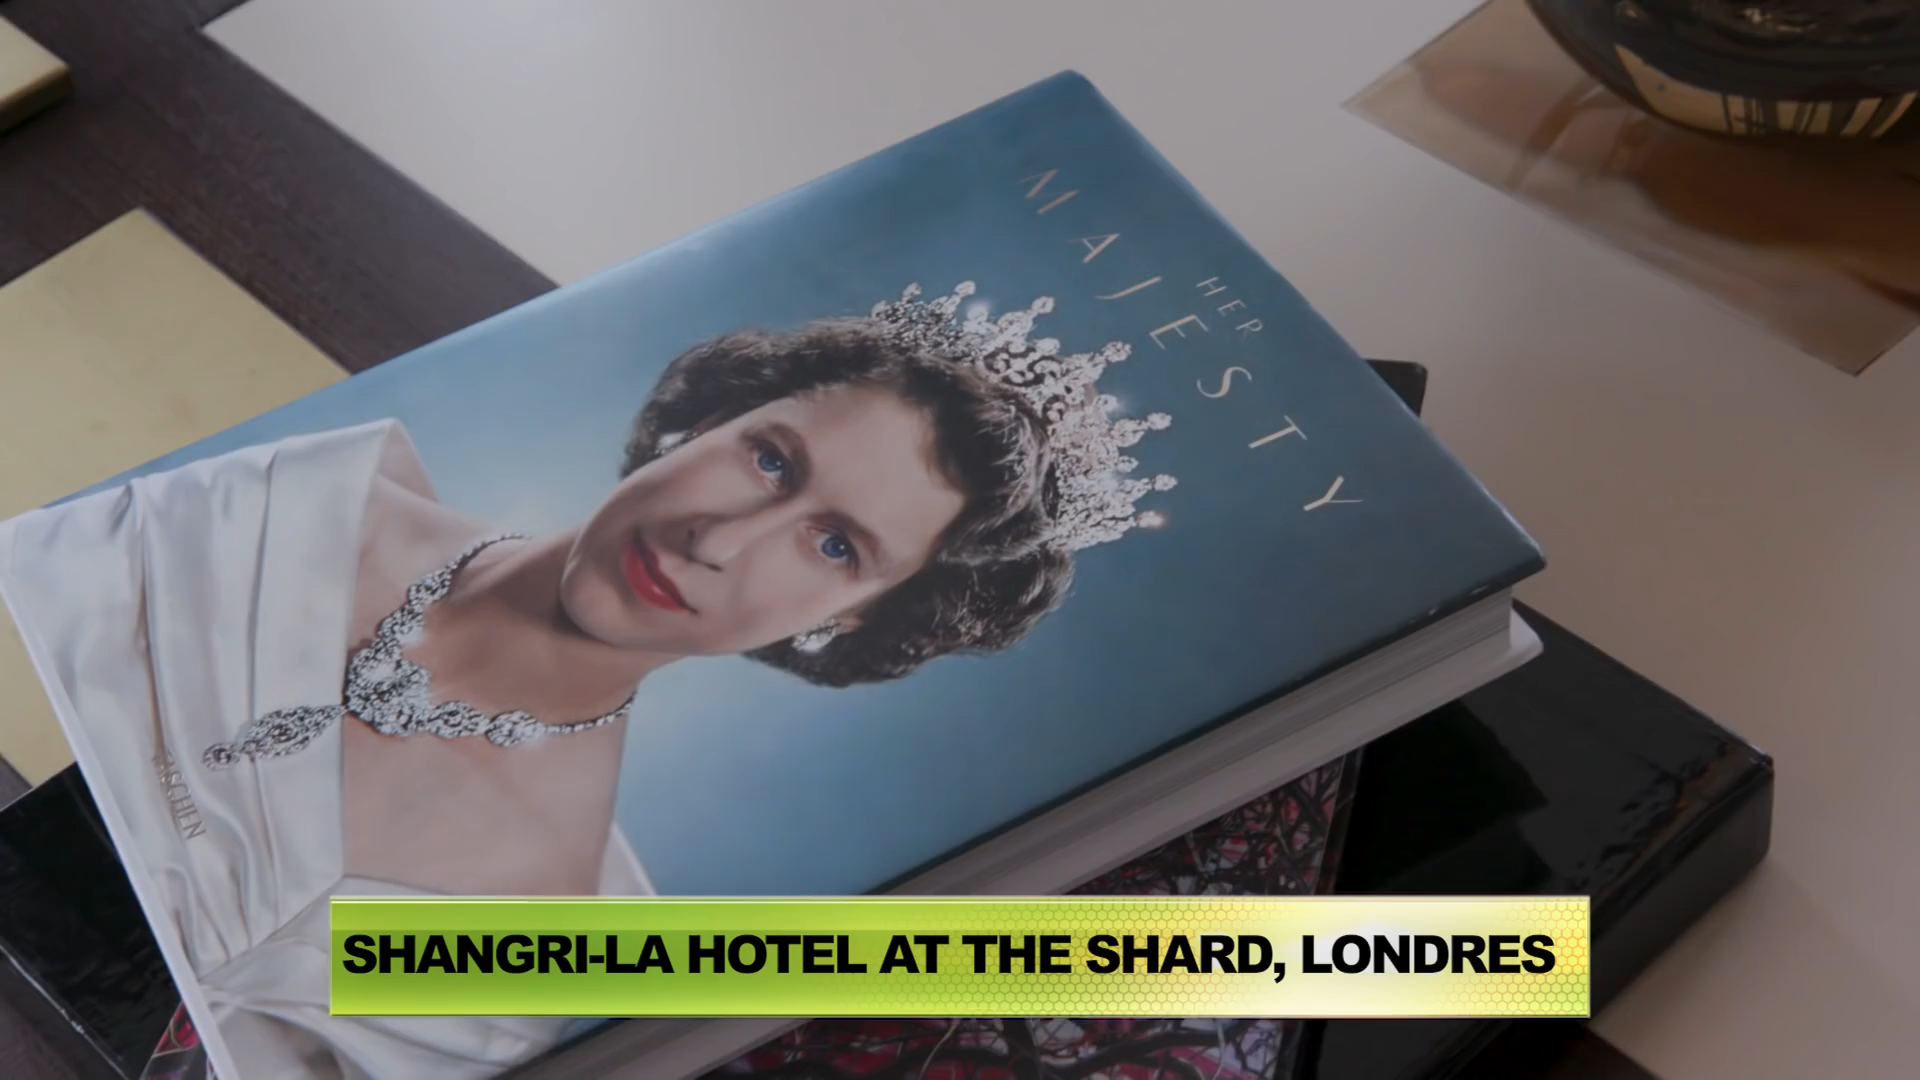 HER
MAJESTY
TASCHEN
SHANGRI-LA HOTEL AT THE SHARD, LONDRES